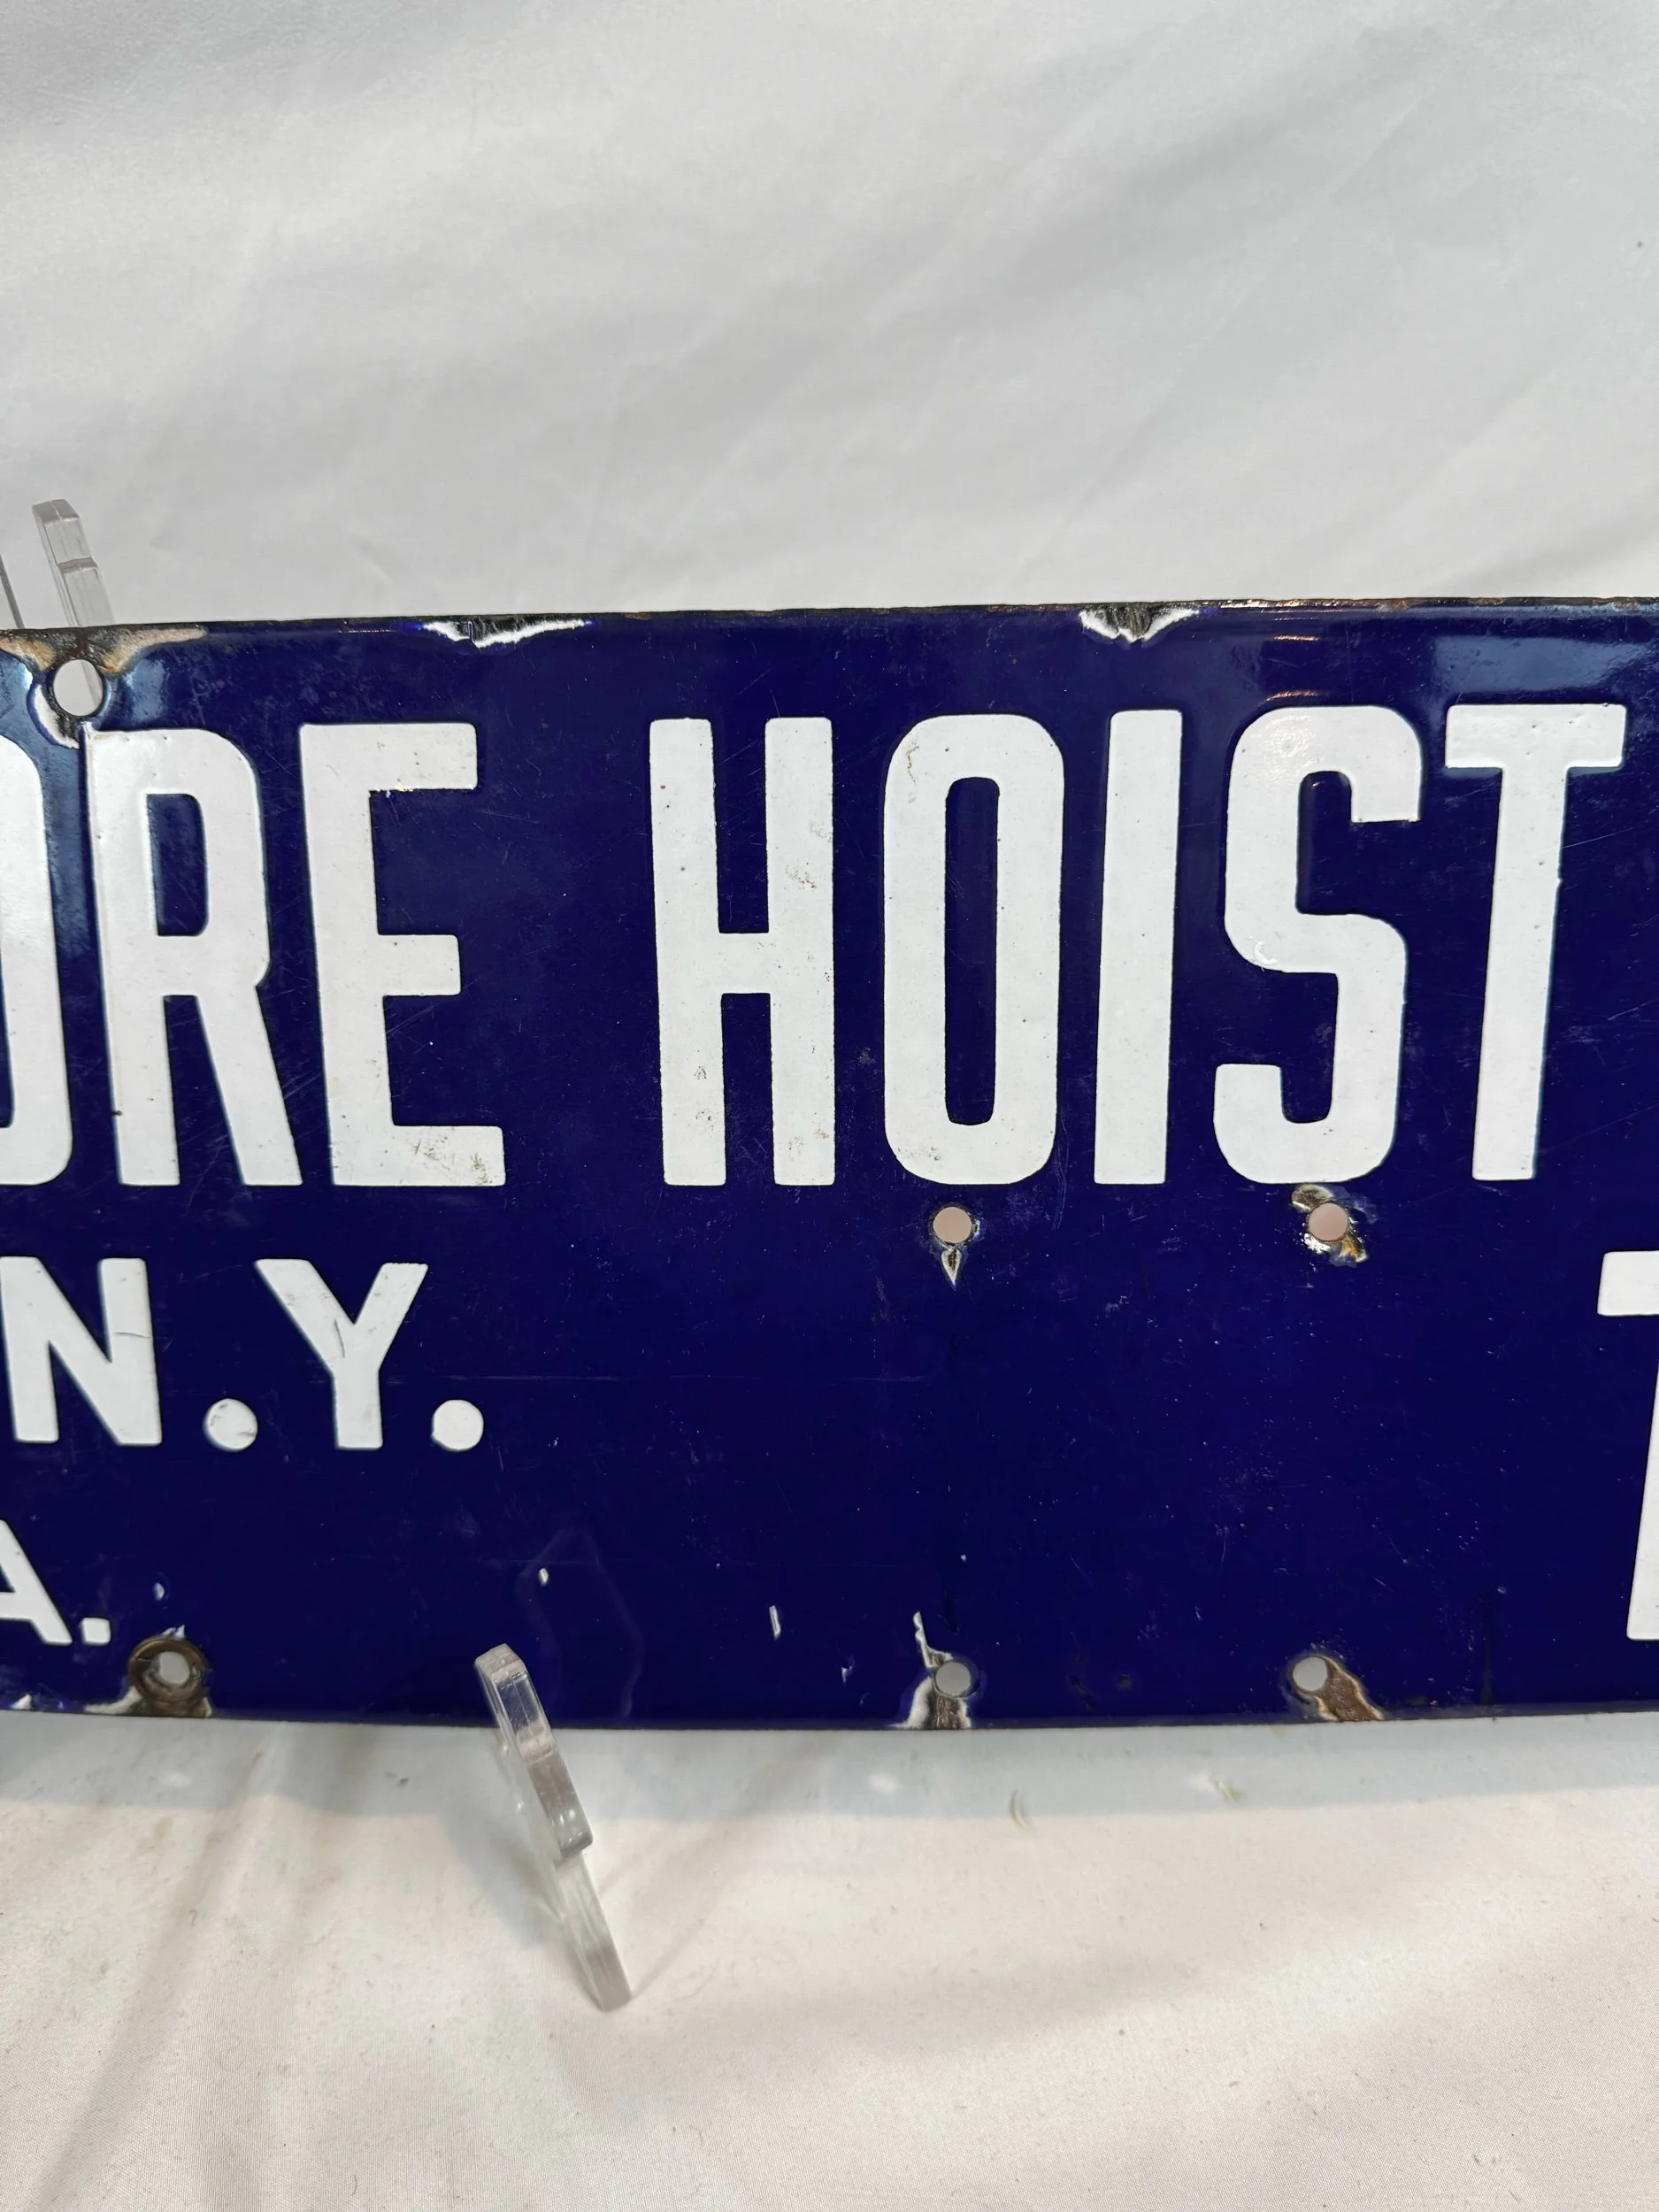 ORE HOIST
N.Y.
A.